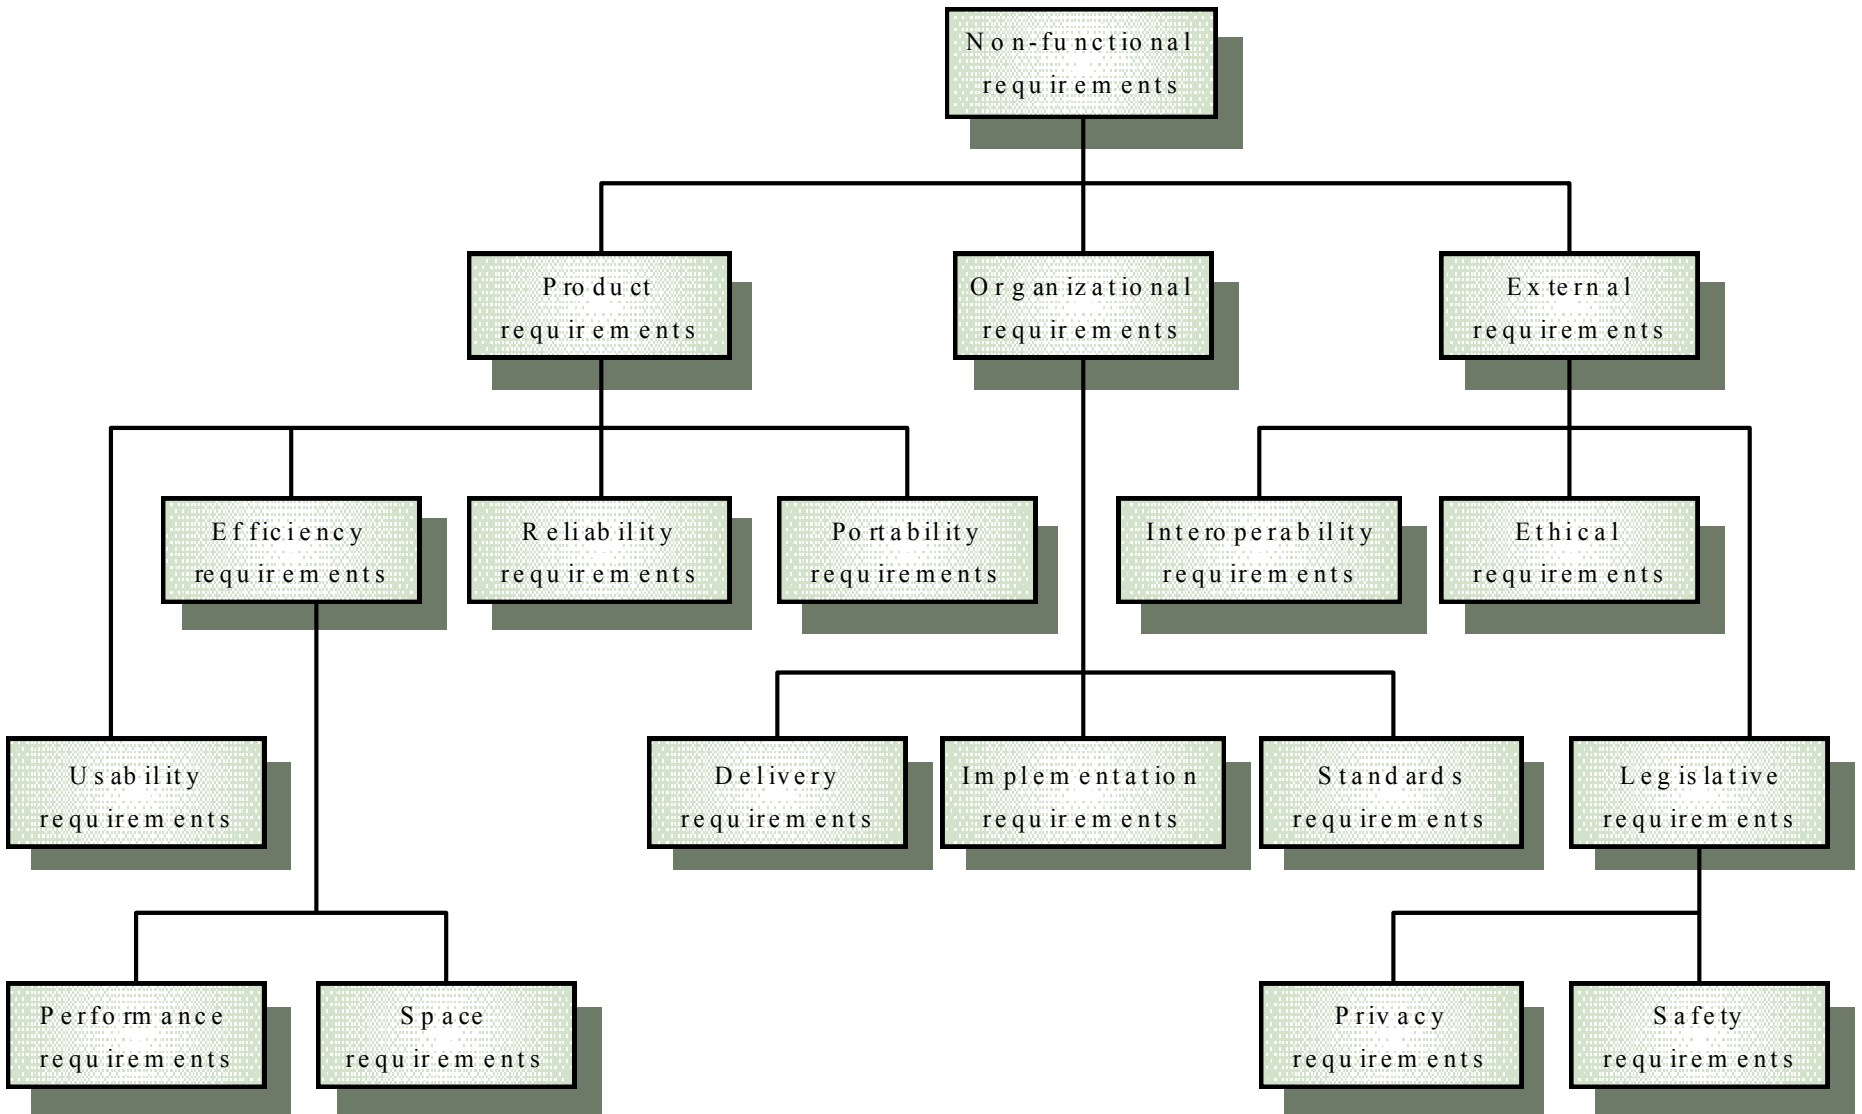 Non-functional
requirements
Product
requirements
Organizational
requirements
External
requirements
Efficiency
requirements
Reliability
requirements
Portability
requirements
Interoperability
requirements
Ethical
requirements
Usability
requirements
Delivery
requirements
Implementation
requirements
Standards
requirements
Legislative
requirements
Performance
requirements
Space
requirements
Privacy
requirements
Safety
requirements